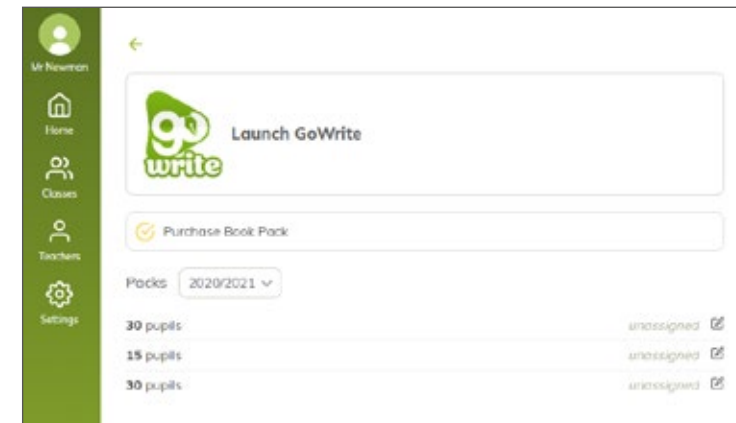 Mr Newman
Home
Classes
Teachers
Settings
go
write
Launch GoWrite
Purchase Book Pack
Packs 2020/2021
30 pupils unassigned
15 pupils unassigned
30 pupils unassigned